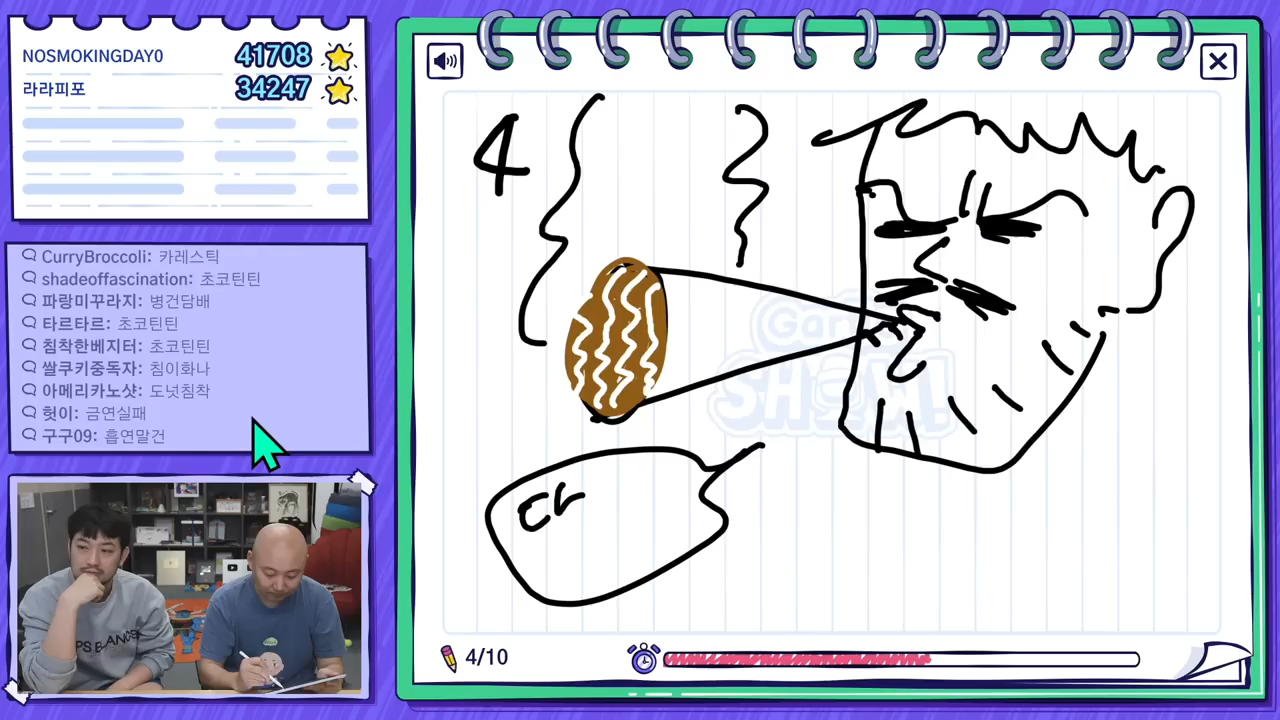 NOSMOKINGDAY0 41708
라라피포 34247
CurryBroccoli: 카레스틱
shadeoffascination: 초코틴틴
파랑미꾸라지: 병건담배
타르타르: 초코틴틴
침착한베지터: 초코틴틴
쌀쿠키중독자: 침이화나
아메리카노샷: 도넛침착
헛이: 금연실패
구구09: 흡연말건
4
Gar
SHOW!
4/10